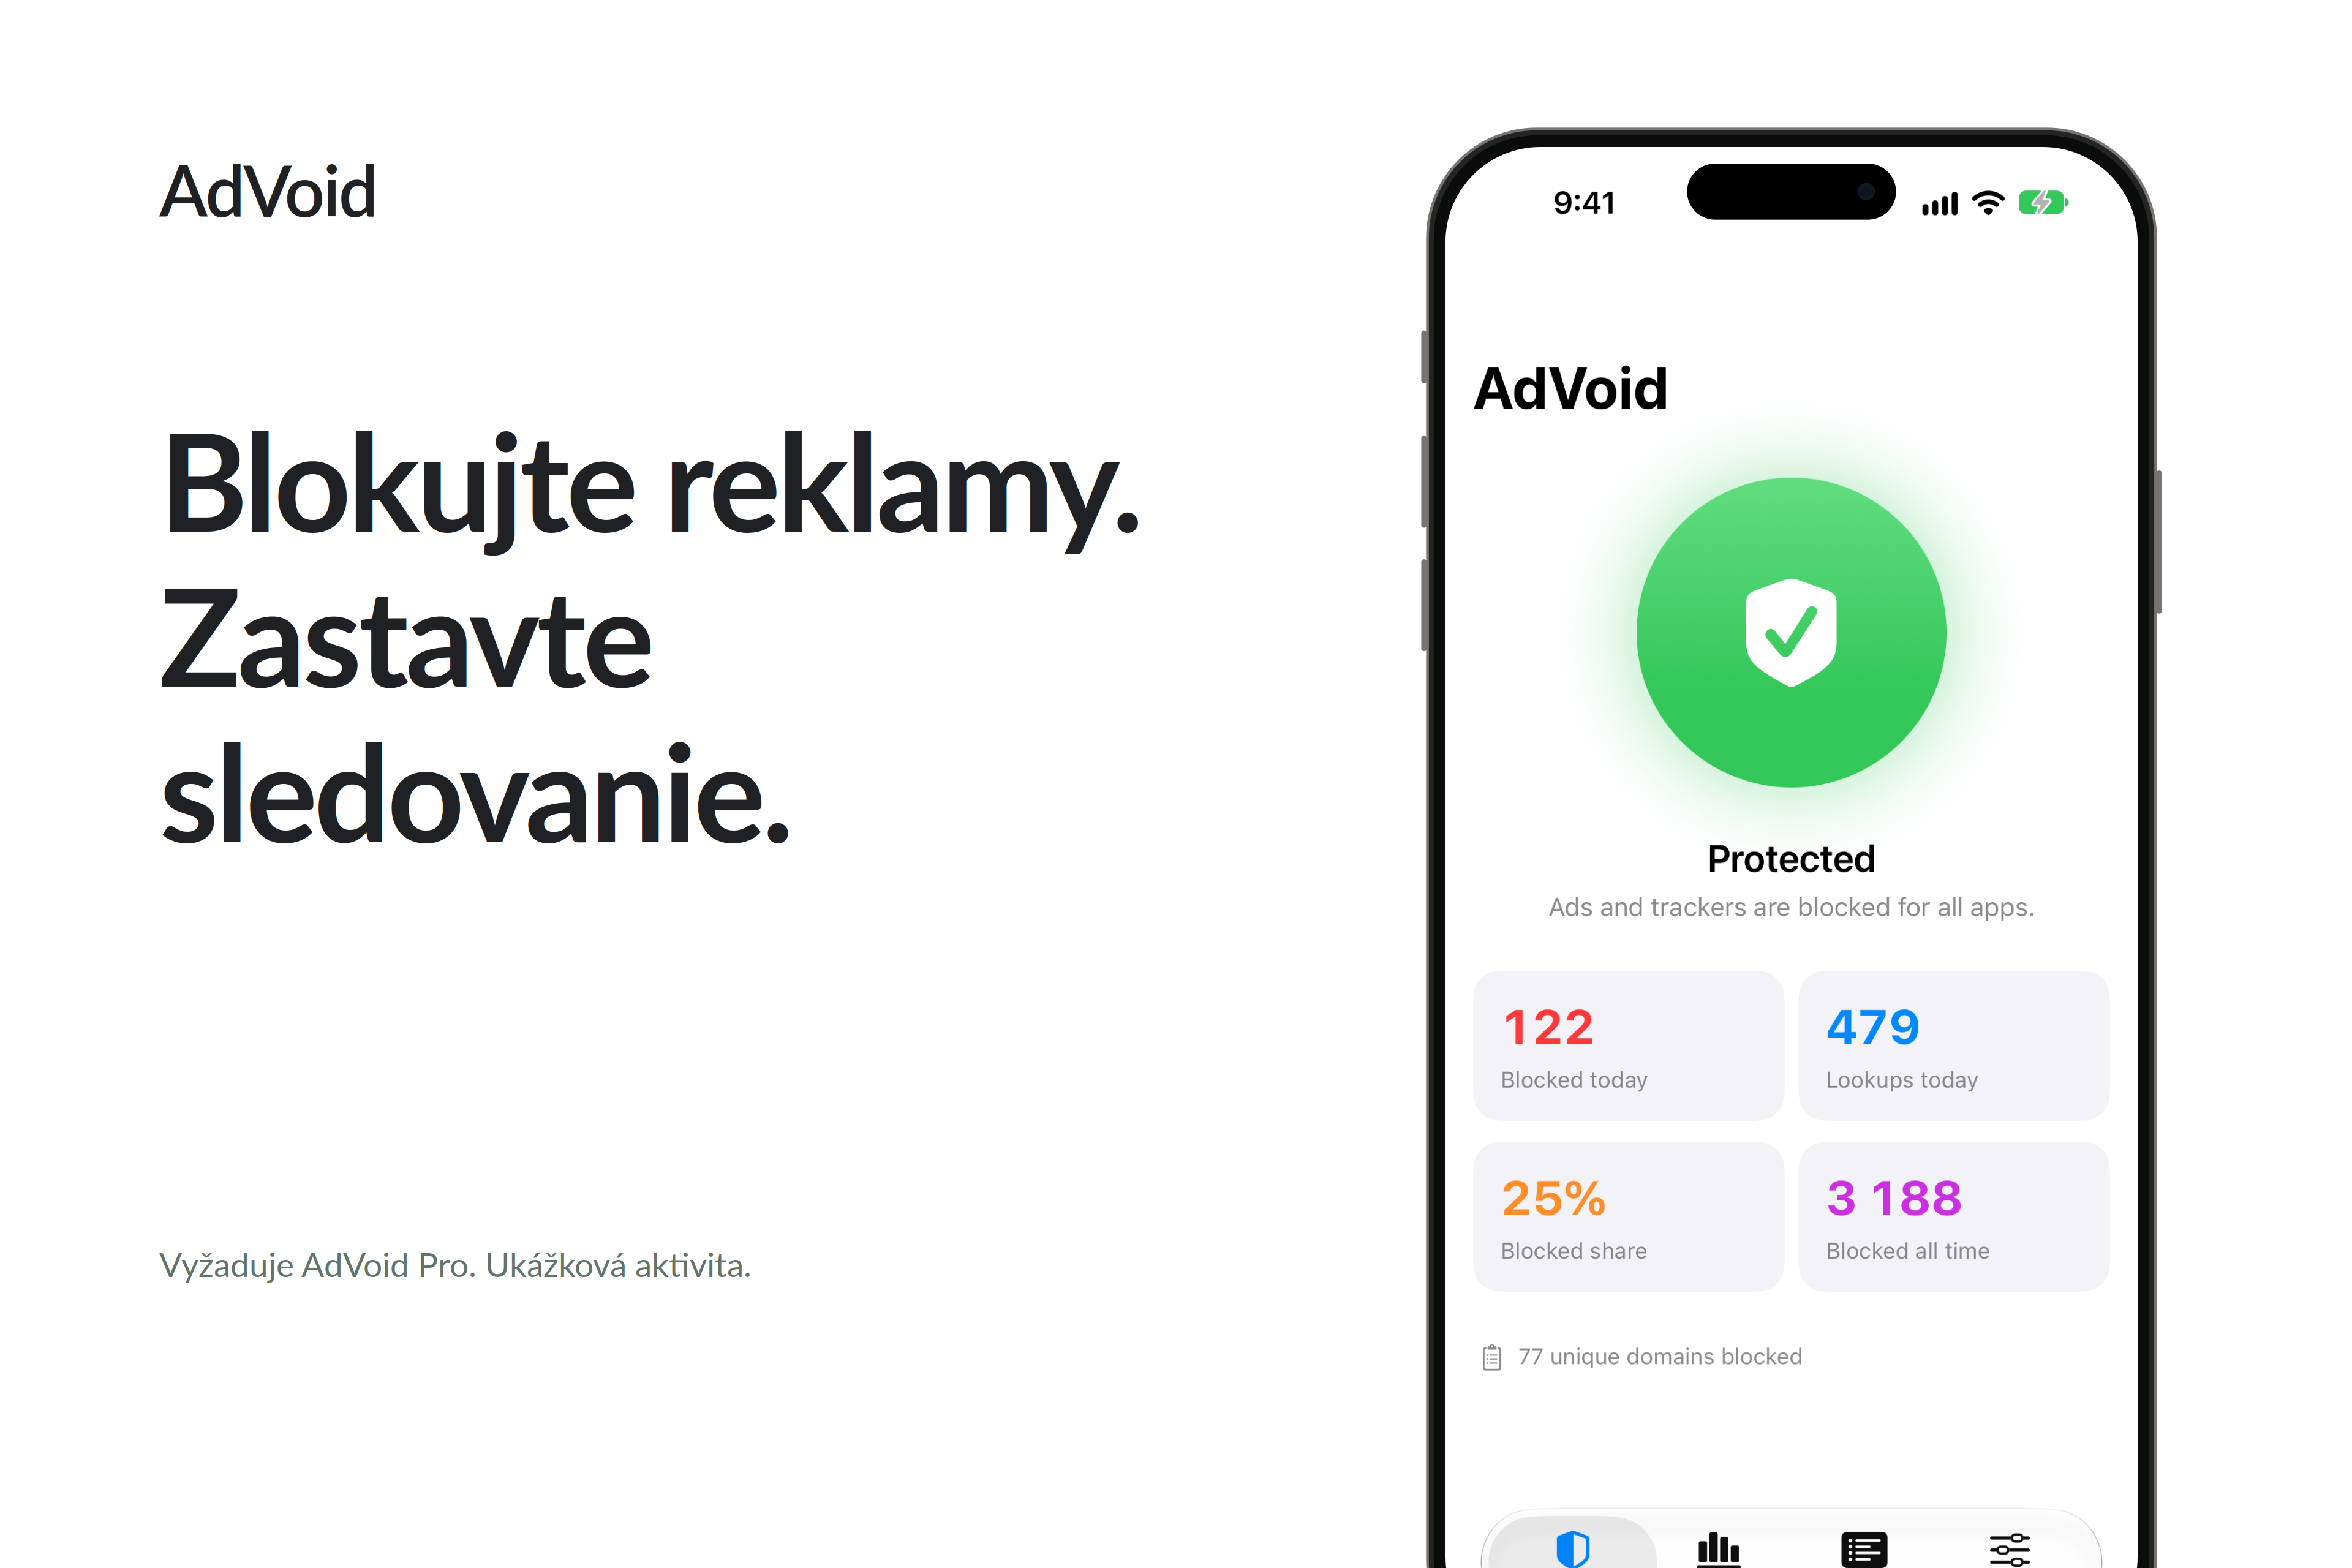 AdVoid
Blokujte reklamy.
Zastavte
sledovanie.
Vyžaduje AdVoid Pro. Ukážková aktivita.
9:41
AdVoid
Protected
Ads and trackers are blocked for all apps.
122
Blocked today
479
Lookups today
25%
Blocked share
3 188
Blocked all time
77 unique domains blocked